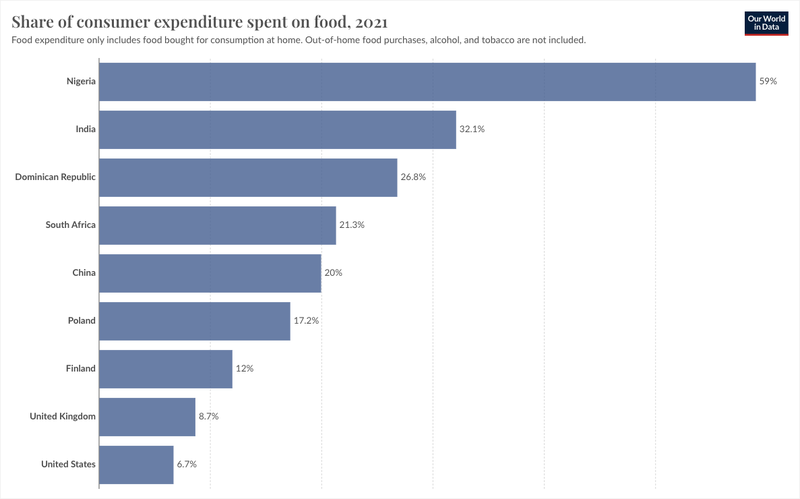 Share of consumer expenditure spent on food, 2021
Our World
in Data
Food expenditure only includes food bought for consumption at home. Out-of-home food purchases, alcohol, and tobacco are not included.
Nigeria 59%
India 32.1%
Dominican Republic 26.8%
South Africa 21.3%
China 20%
Poland 17.2%
Finland 12%
United Kingdom 8.7%
United States 6.7%